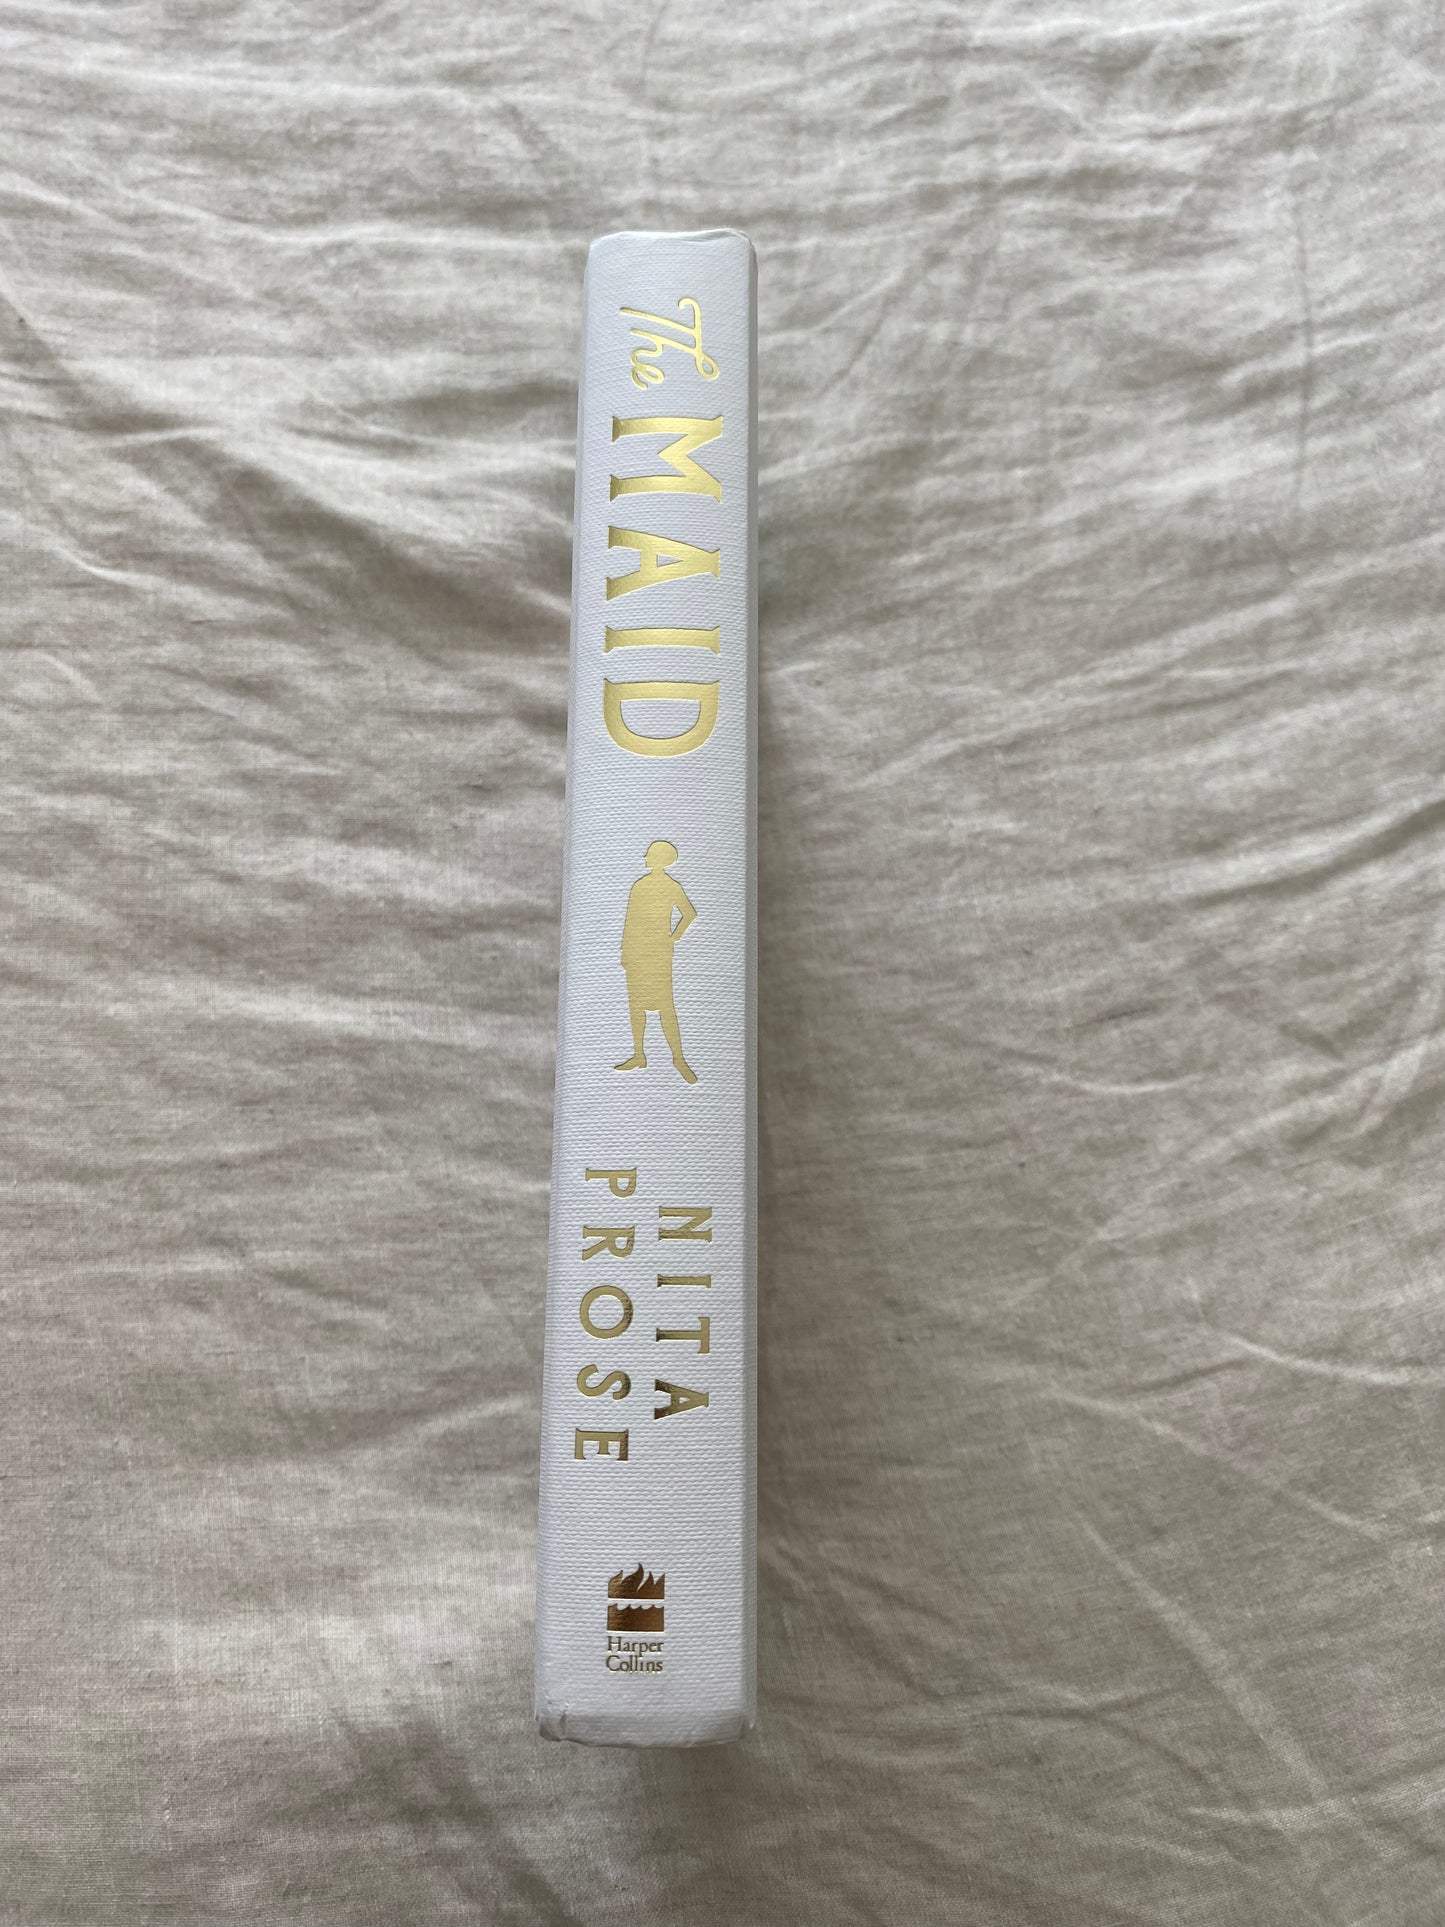 The MAID
NITA
PROSE
Harper
Collins